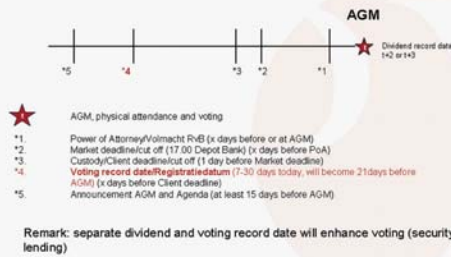 AGM
Dividend record date
t+2 or t+3
*5
*4
*3
*2
*1
AGM, physical attendance and voting
*1. Power of Attorney/Volmacht RvB (x days before or at AGM)
*2. Market deadline/cut off (17.00 Depot Bank) (x days before PoA)
*3. Custody/Client deadline/cut off (1 day before Market deadline)
*4. Voting record date/Registratiedatum (7-30 days today, will become 21days before
AGM) (x days before Client deadline)
*5. Announcement AGM and Agenda (at least 15 days before AGM)
Remark: separate dividend and voting record date will enhance voting (security
lending)